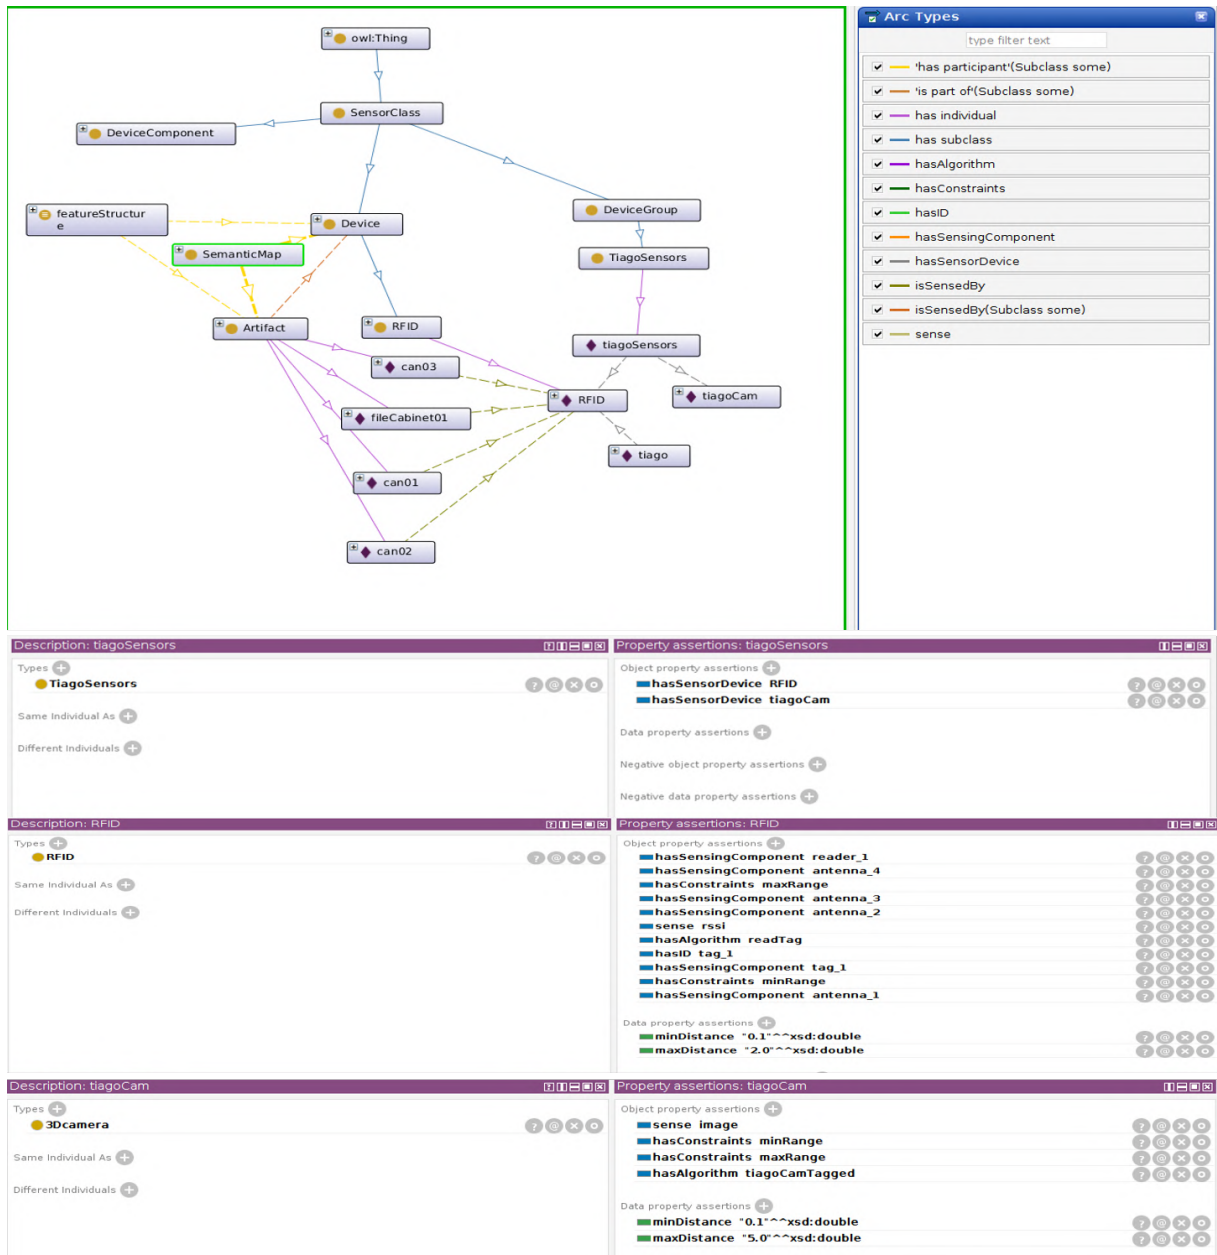 owl:Thing
SensorClass
DeviceComponent
featureStructur
e
Device
DeviceGroup
SemanticMap
TiagoSensors
Artifact
RFID
tiagoSensors
can03
RFID
tiagoCam
fileCabinet01
tiago
can01
can02
Arc Types
type filter text
'has participant'(Subclass some)
'is part of'(Subclass some)
has individual
has subclass
hasAlgorithm
hasConstraints
hasID
hasSensingComponent
hasSensorDevice
isSensedBy
isSensedBy(Subclass some)
sense
Description: tiagoSensors
Types
TiagoSensors
Same Individual As
Different Individuals
Property assertions: tiagoSensors
Object property assertions
hasSensorDevice RFID
hasSensorDevice tiagoCam
Data property assertions
Negative object property assertions
Negative data property assertions
Description: RFID
Types
RFID
Same Individual As
Different Individuals
Property assertions: RFID
Object property assertions
hasSensingComponent reader_1
hasSensingComponent antenna_4
hasConstraints maxRange
hasSensingComponent antenna_3
hasSensingComponent antenna_2
sense rssi
hasAlgorithm readTag
hasID tag_1
hasSensingComponent tag_1
hasConstraints minRange
hasSensingComponent antenna_1
Data property assertions
minDistance "0.1"^^xsd:double
maxDistance "2.0"^^xsd:double
Description: tiagoCam
Types
3Dcamera
Same Individual As
Different Individuals
Property assertions: tiagoCam
Object property assertions
sense image
hasConstraints minRange
hasConstraints maxRange
hasAlgorithm tiagoCamTagged
Data property assertions
minDistance "0.1"^^xsd:double
maxDistance "5.0"^^xsd:double